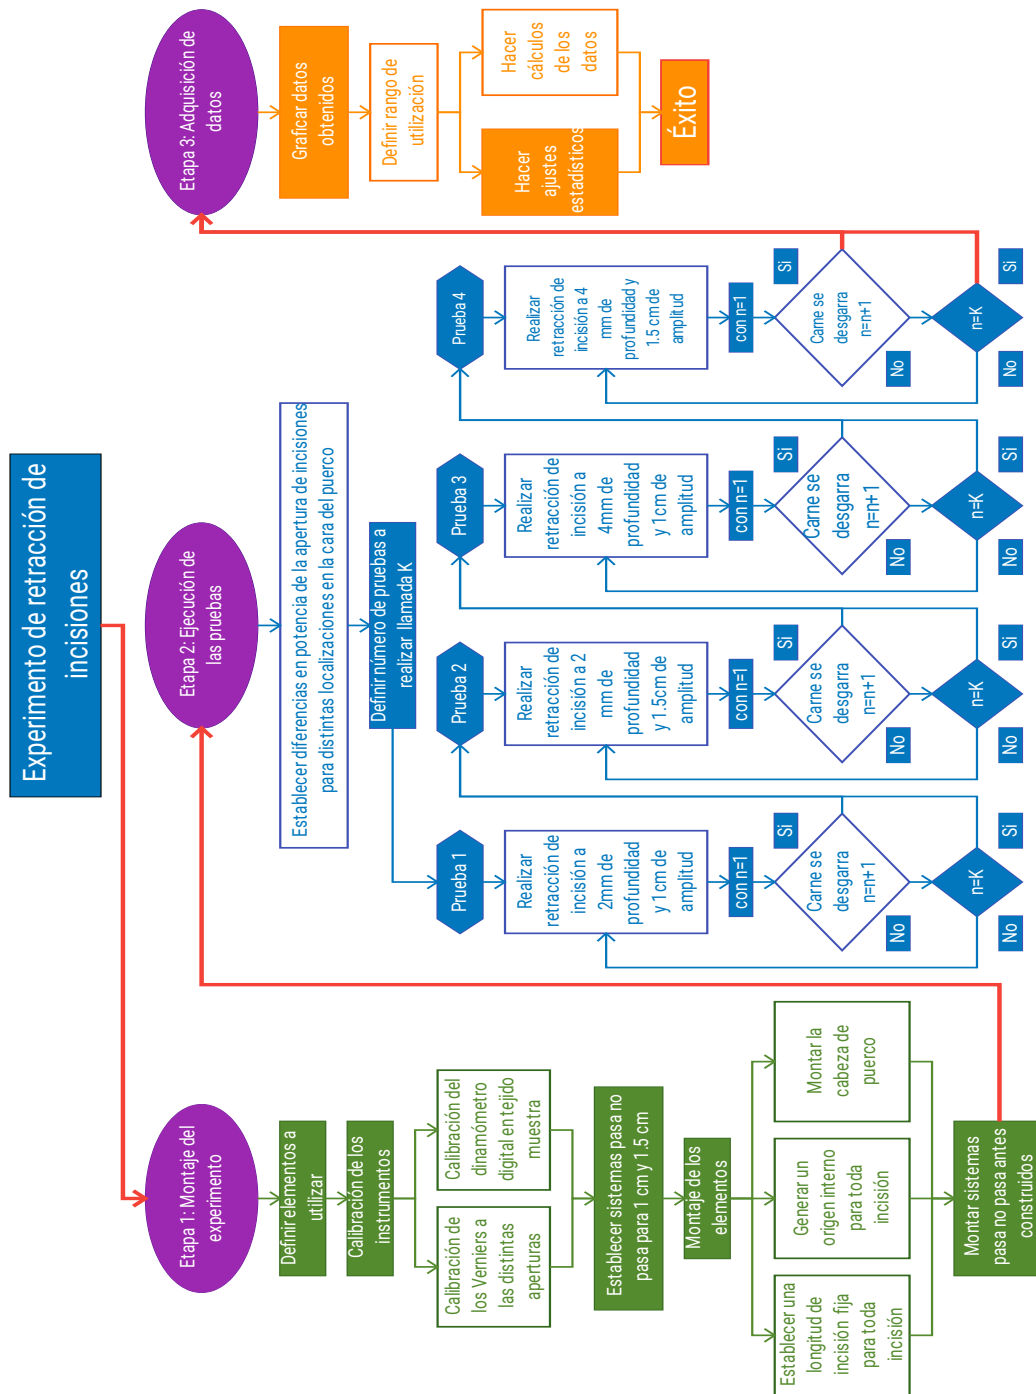 Experimento de retracción de
incisiones
Etapa 1: Montaje del
experimento
Definir elementos a
utilizar
Calibración de los
instrumentos
Calibración de
los Verniers a
las distintas
aperturas
Calibración del
dinamómetro
digital en tejido
muestra
Establecer sistemas pasa no
pasa para 1 cm y 1.5 cm
Montaje de los
elementos
Establecer una
longitud de
incisión fija
para toda
incisión
Generar un
origen interno
para toda
incisión
Montar la
cabeza de
puerco
Montar sistemas
pasa no pasa antes
construidos
Etapa 2: Ejecución de
las pruebas
Establecer diferencias en potencia de la apertura de incisiones
para distintas localizaciones en la cara del puerco
Definir número de pruebas a
realizar llamada K
Prueba 1
Realizar
retracción de
incisión a
2mm de
profundidad
y 1cm de
amplitud
con n=1
Carne se
desgarra
n=n+1
Si
No
n=K
No
Si
Prueba 2
Realizar
retracción de
incisión a 2
mm de
profundidad
y 1.5cm de
amplitud
con n=1
Carne se
desgarra
n=n+1
Si
No
n=K
No
Si
Prueba 3
Realizar
retracción de
incisión a
4mm de
profundidad
y 1cm de
amplitud
con n=1
Carne se
desgarra
n=n+1
Si
No
n=K
No
Si
Prueba 4
Realizar
retracción de
incisión a 4
mm de
profundidad y
1.5 cm de
amplitud
con n=1
Carne se
desgarra
n=n+1
Si
No
n=K
No
Si
Etapa 3: Adquisición de
datos
Graficar datos
obtenidos
Definir rango de
utilización
Hacer
ajustes
estadísticos
Hacer
cálculos
de los
datos
Éxito